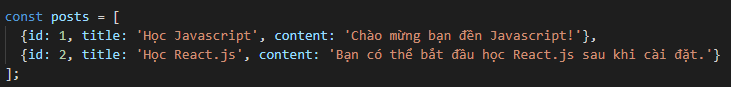 const posts = [
{id: 1, title: 'Học Javascript', content: 'Chào mừng bạn đến Javascript!'},
{id: 2, title: 'Học React.js', content: 'Bạn có thể bắt đầu học React.js sau khi cài đặt.'}
];